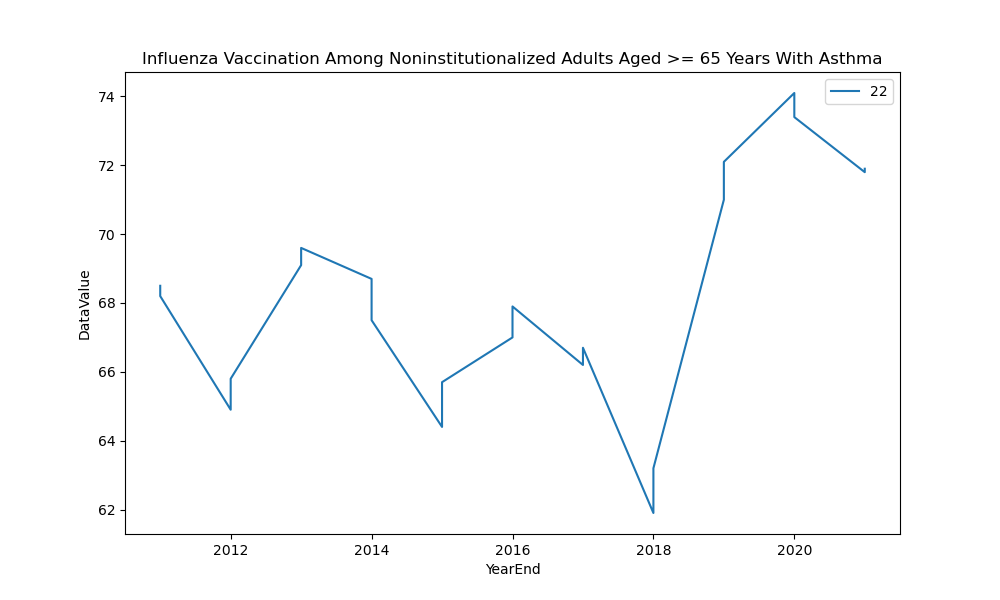 Influenza Vaccination Among Noninstitutionalized Adults Aged >= 65 Years With Asthma
22
74
72
70
68
66
64
62
DataValue
2012 2014 2016 2018 2020
YearEnd